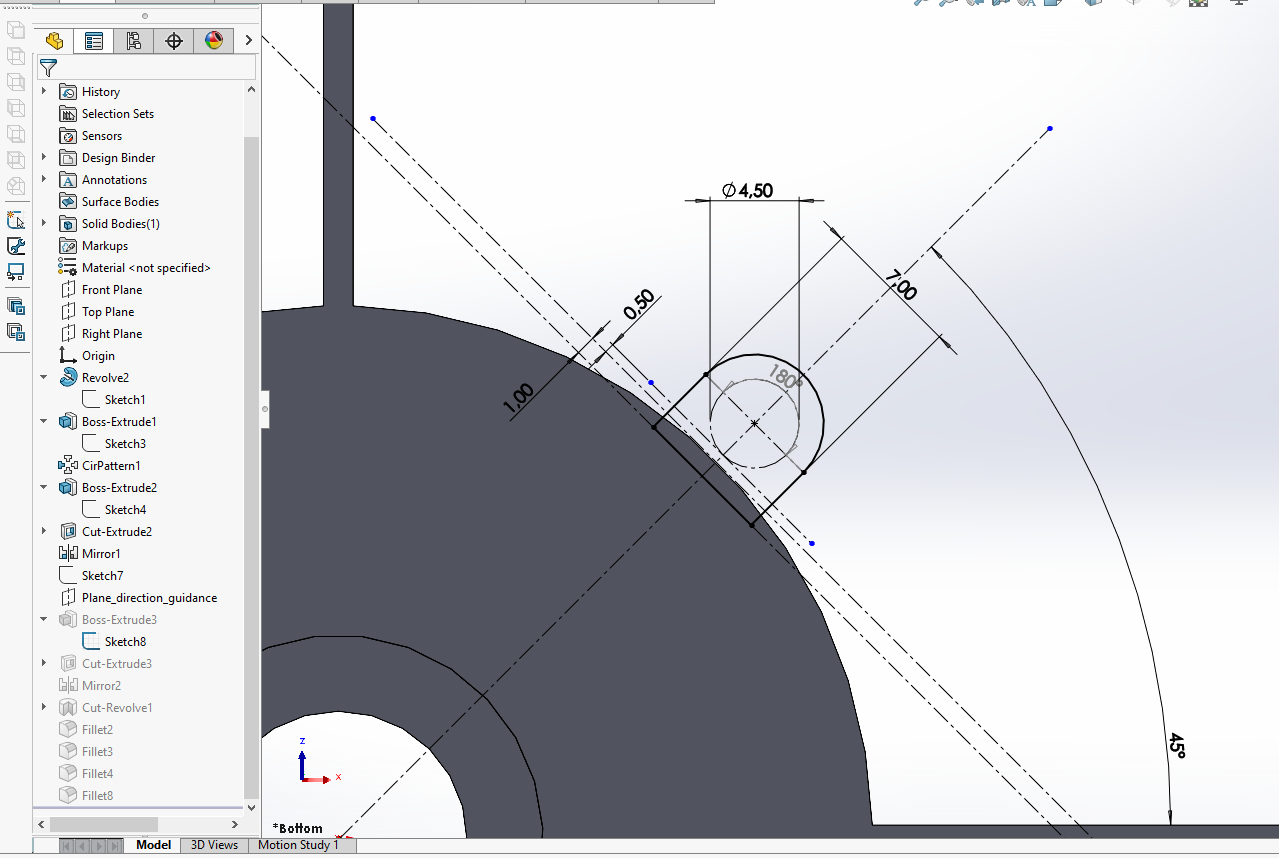 History
Selection Sets
Sensors
Design Binder
Annotations
Surface Bodies
Solid Bodies(1)
Markups
Material <not specified>
Front Plane
Top Plane
Right Plane
Origin
Revolve2
Sketch1
Boss-Extrude1
Sketch3
CirPattern1
Boss-Extrude2
Sketch4
Cut-Extrude2
Mirror1
Sketch7
Plane_direction_guidance
Boss-Extrude3
Sketch8
Cut-Extrude3
Mirror2
Cut-Revolve1
Fillet2
Fillet3
Fillet4
Fillet8
Ø4,50
7,00
0,50
180°
1,00
45°
z
x
*Bottom
Model
3D Views
Motion Study 1